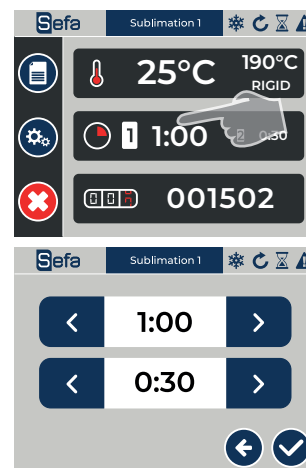 Sefa Sublimation 1
25°C 190°C
RIGID
1 1:00 2 0:30
001502
Sefa Sublimation 1
1:00
0:30